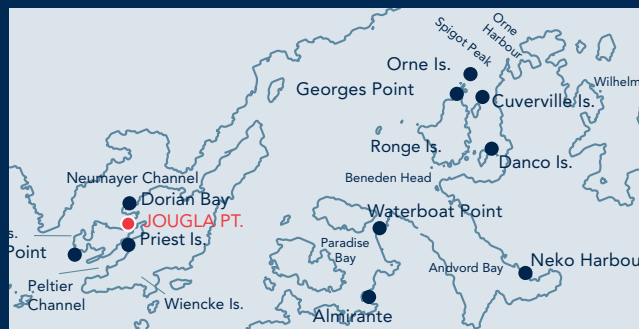 Orne
Harbour
Spigot Peak
Orne Is.
Georges Point
Cuverville Is.
Wilhelm
Ronge Is.
Danco Is.
Neumayer Channel
Beneden Head
Dorian Bay
JOUGLA PT.
Waterboat Point
s.
Priest Is.
Point
Paradise
Bay
Andvord Bay
Neko Harbou
Peltier
Channel
Wiencke Is.
Almirante